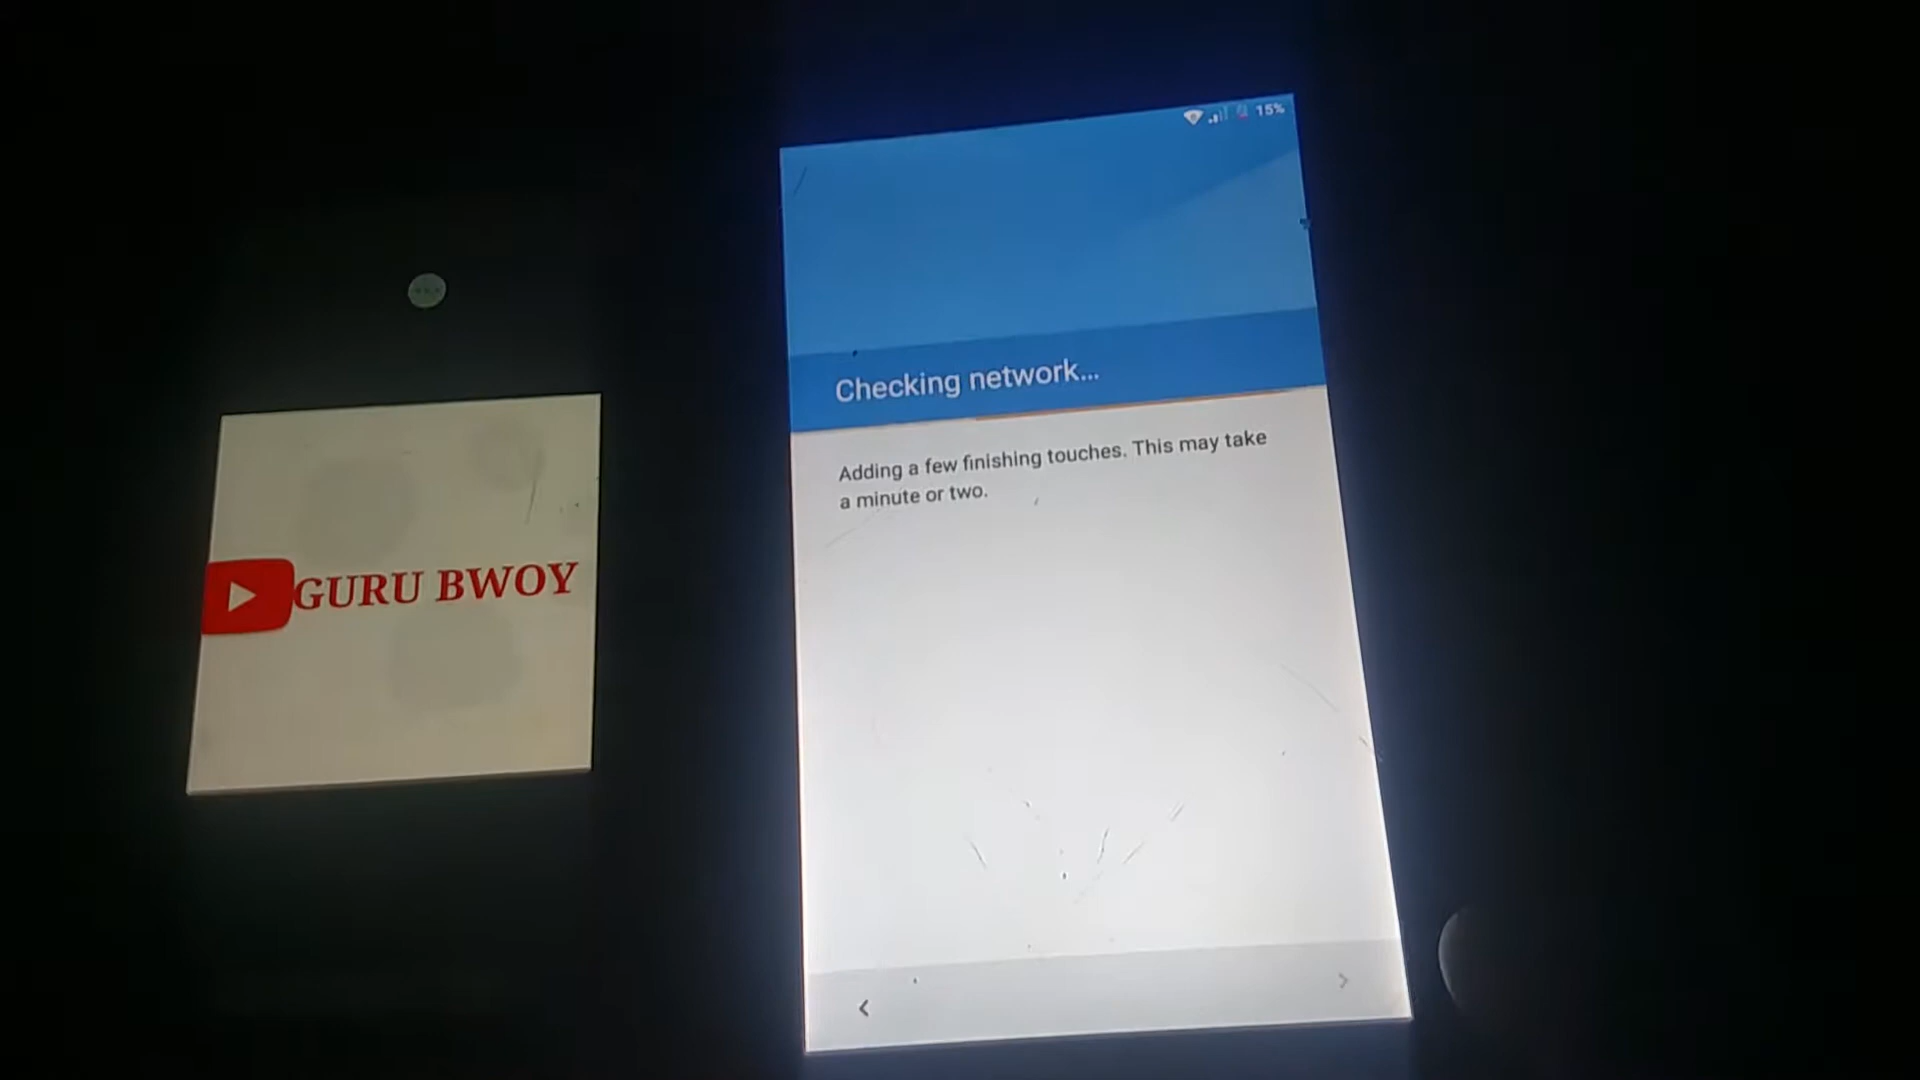 GURU BWOY
15%
Checking network...
Adding a few finishing touches. This may take
a minute or two.